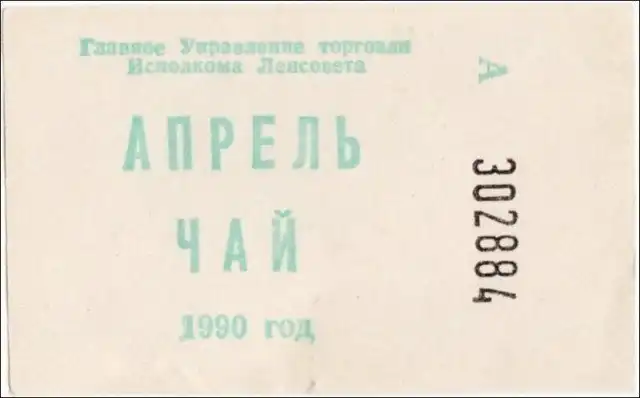 Главное Управление торговли
Исполкома Ленсовета
АПРЕЛЬ
ЧАЙ
1990 год
А
302884